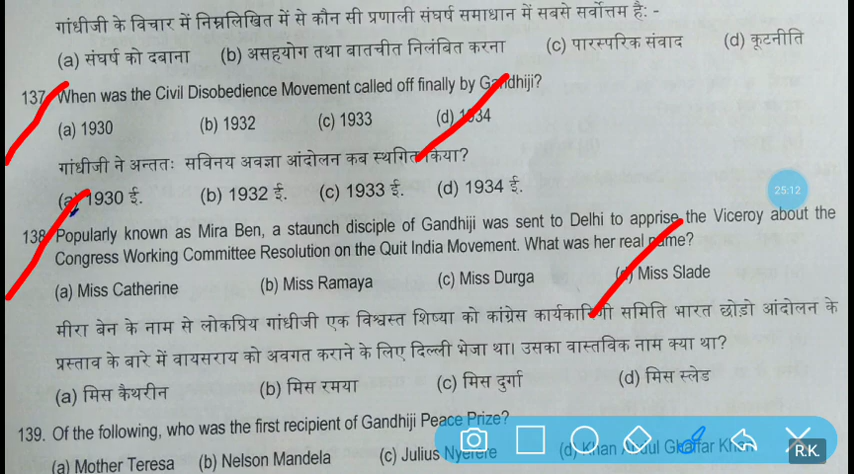 गांधीजी के विचार में निम्नलिखित में से कौन सी प्रणाली संघर्ष समाधान में सबसे सर्वोत्तम है: -
(a) संघर्ष को दबाना (b) असहयोग तथा वातचीत निलंबित करना (c) पारस्परिक संवाद (d) कूटनीति
137. When was the Civil Disobedience Movement called off finally by Gandhiji?
(a) 1930 (b) 1932 (c) 1933 (d) 1934
गांधीजी ने अन्ततः सविनय अवज्ञा आंदोलन कब स्थगित किया?
(a) 1930 ई. (b) 1932 ई. (c) 1933 ई. (d) 1934 ई.
25:12
138. Popularly known as Mira Ben, a staunch disciple of Gandhiji was sent to Delhi to apprise the Viceroy about the
Congress Working Committee Resolution on the Quit India Movement. What was her real name?
(a) Miss Catherine (b) Miss Ramaya (c) Miss Durga (d) Miss Slade
मीरा बेन के नाम से लोकप्रिय गांधीजी एक विश्वस्त शिष्या को कांग्रेस कार्यकारिणी समिति भारत छोडो आंदोलन के
प्रस्ताव के बारे में वायसराय को अवगत कराने के लिए दिल्ली भेजा था। उसका वास्तविक नाम क्या था?
(a) मिस कैथरीन (b) मिस रमया (c) मिस दुर्गा (d) मिस स्लेड
139. Of the following, who was the first recipient of Gandhiji Peace Prize?
(a) Mother Teresa (b) Nelson Mandela (c) Julius Nyerere (d) Khan Abdul Ghaffar Khan
R.K.